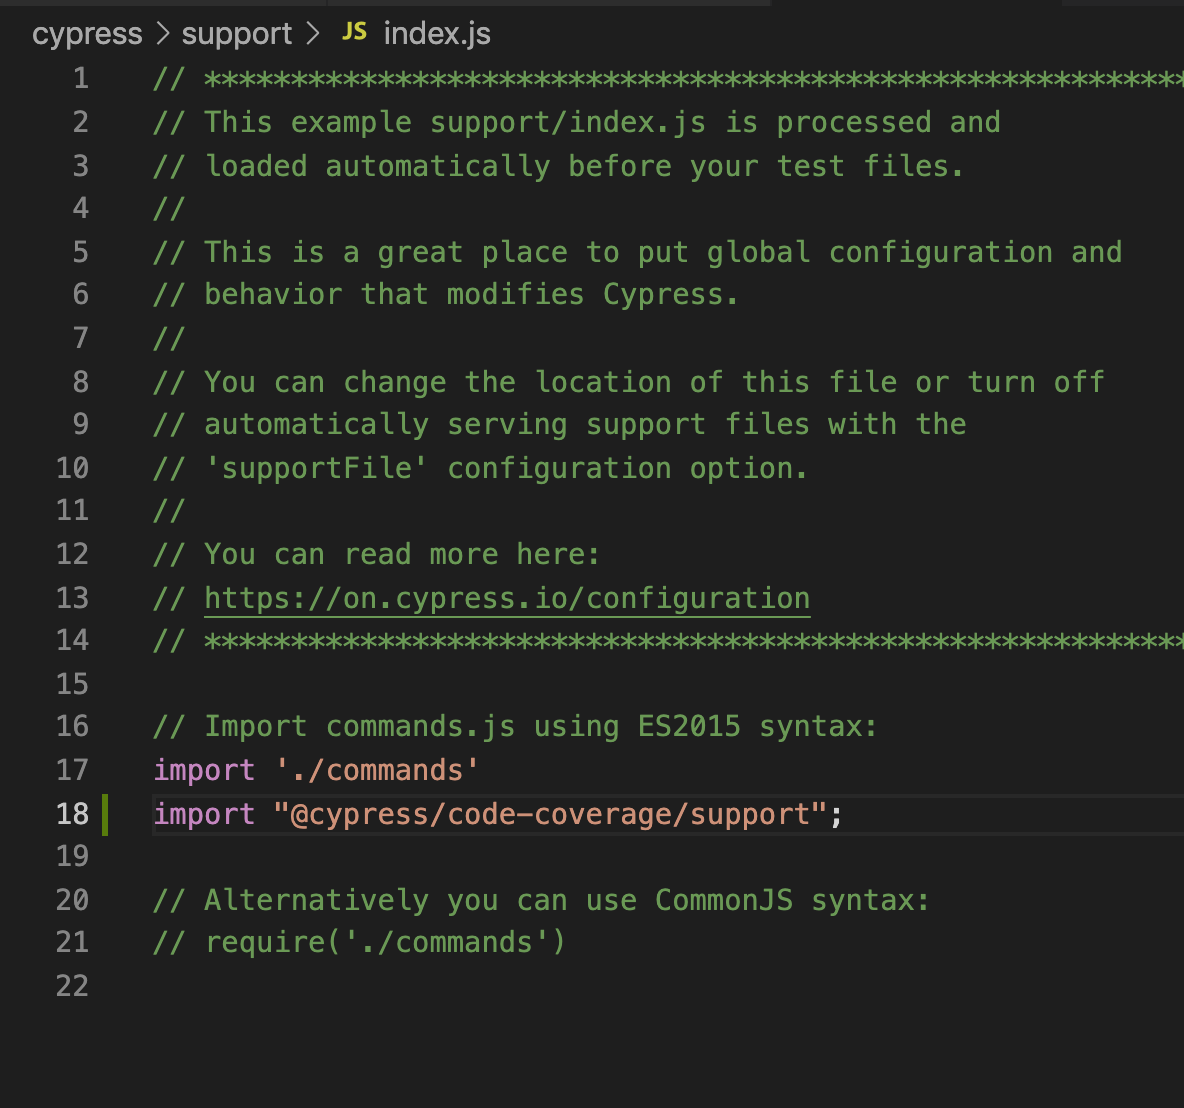 cypress > support > JS index.js
1 // *********************************************************
2 // This example support/index.js is processed and
3 // loaded automatically before your test files.
4 //
5 // This is a great place to put global configuration and
6 // behavior that modifies Cypress.
7 //
8 // You can change the location of this file or turn off
9 // automatically serving support files with the
10 // 'supportFile' configuration option.
11 //
12 // You can read more here:
13 // https://on.cypress.io/configuration
14 // *********************************************************
15
16 // Import commands.js using ES2015 syntax:
17 import './commands'
18 import "@cypress/code-coverage/support";
19
20 // Alternatively you can use CommonJS syntax:
21 // require('./commands')
22